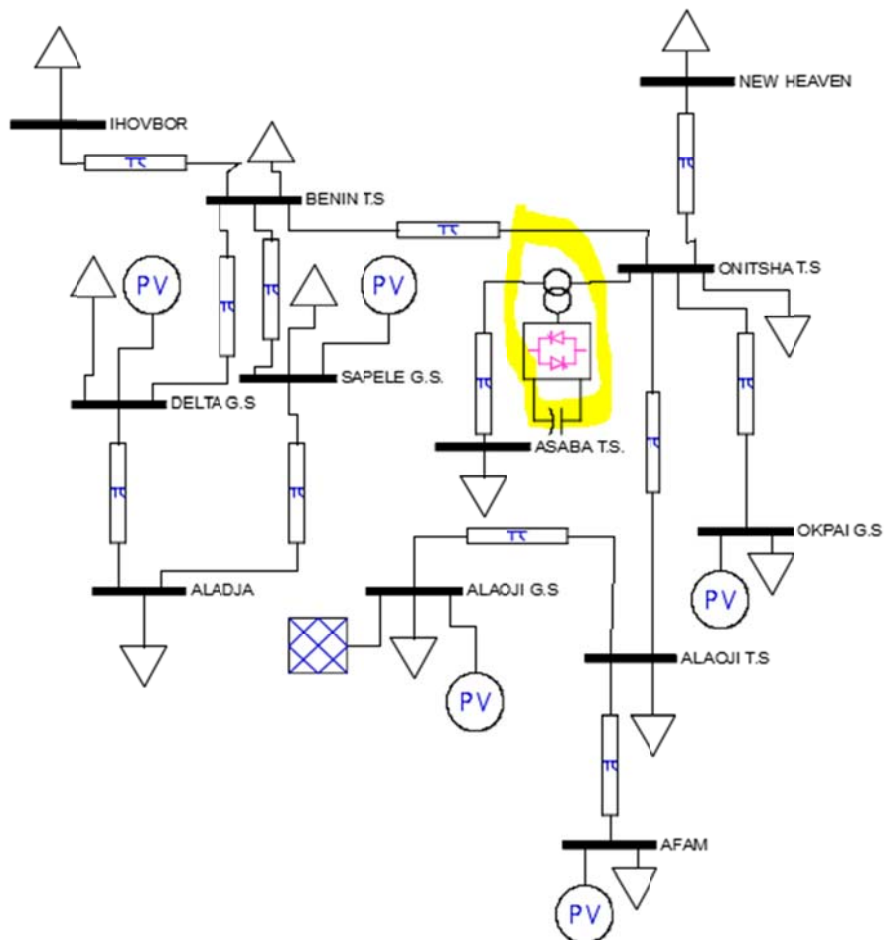 NEW HEAVEN
IHOVBOR
BENIN T.S
ONITSHA T.S
PV
PV
SAPELE G.S.
DELTA G.S
ASABA T.S.
OKPAI G.S
ALADJA
ALAOJI G.S
PV
ALAOJI T.S
PV
AFAM
PV
π
π
π
π
π
π
π
π
π
π
π
π